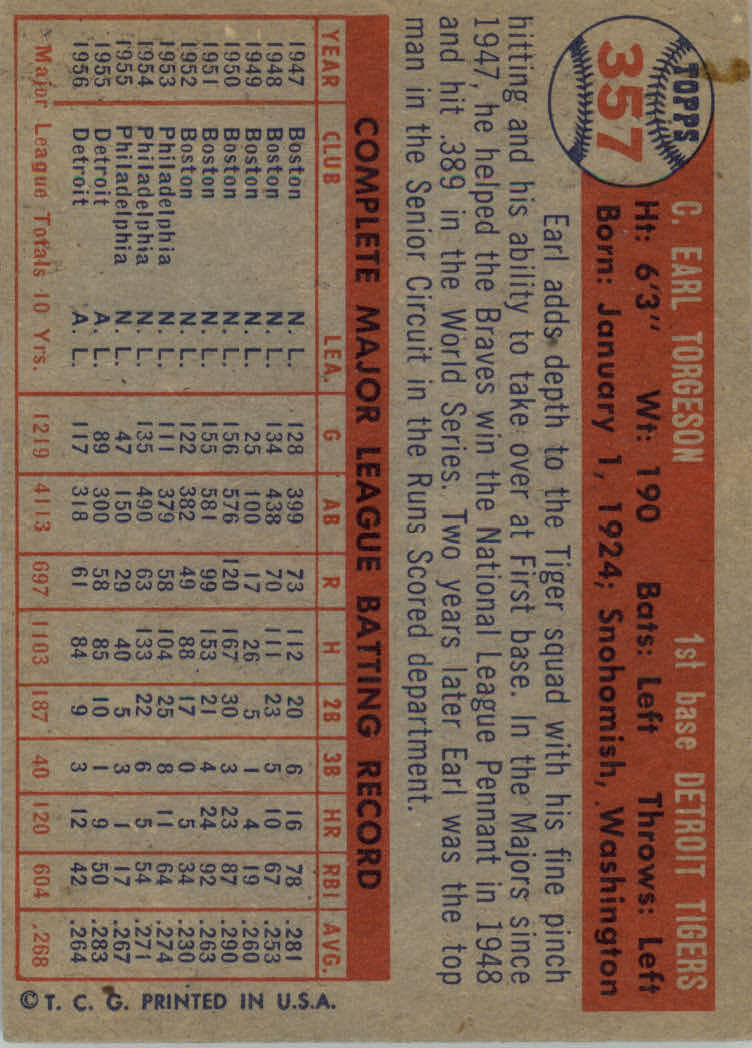 TOPPS
357
C. EARL TORGESON 1st base DETROIT TIGERS
Ht: 6'3" Wt: 190 Bats: Left Throws: Left
Born: January 1, 1924; Snohomish, Washington
Earl adds depth to the Tiger squad with his fine pinch
hitting and his ability to take over at First base. In the Majors since
1947, he helped the Braves win the National League Pennant in 1948
and hit .389 in the World Series. Two years later Earl was the top
man in the Senior Circuit in the Runs Scored department.
COMPLETE MAJOR LEAGUE BATTING RECORD
YEAR CLUB LEA. G AB R H 2B 3B HR RBI AVG.
1947 Boston N. L. 128 399 73 112 20 6 16 78 .281
1948 Boston N. L. 134 438 70 111 23 5 10 67 .253
1949 Boston N. L. 25 100 17 26 5 1 4 19 .260
1950 Boston N. L. 156 576 120 167 30 3 23 87 .290
1951 Boston N. L. 155 581 99 153 21 4 24 92 .263
1952 Boston N. L. 122 382 49 88 17 0 5 34 .230
1953 Philadelphia N. L. 111 379 58 104 25 8 11 64 .274
1954 Philadelphia N. L. 135 490 63 133 22 6 5 54 .271
1955 Philadelphia N. L. 47 150 29 40 5 3 1 17 .267
1955 Detroit A. L. 89 300 58 85 10 1 9 50 .283
1956 Detroit A. L. 117 318 61 84 9 3 12 42 .264
Major League Totals 10 Yrs. 1219 4113 697 1103 187 40 120 604 .268
© T. C. G. PRINTED IN U.S.A.